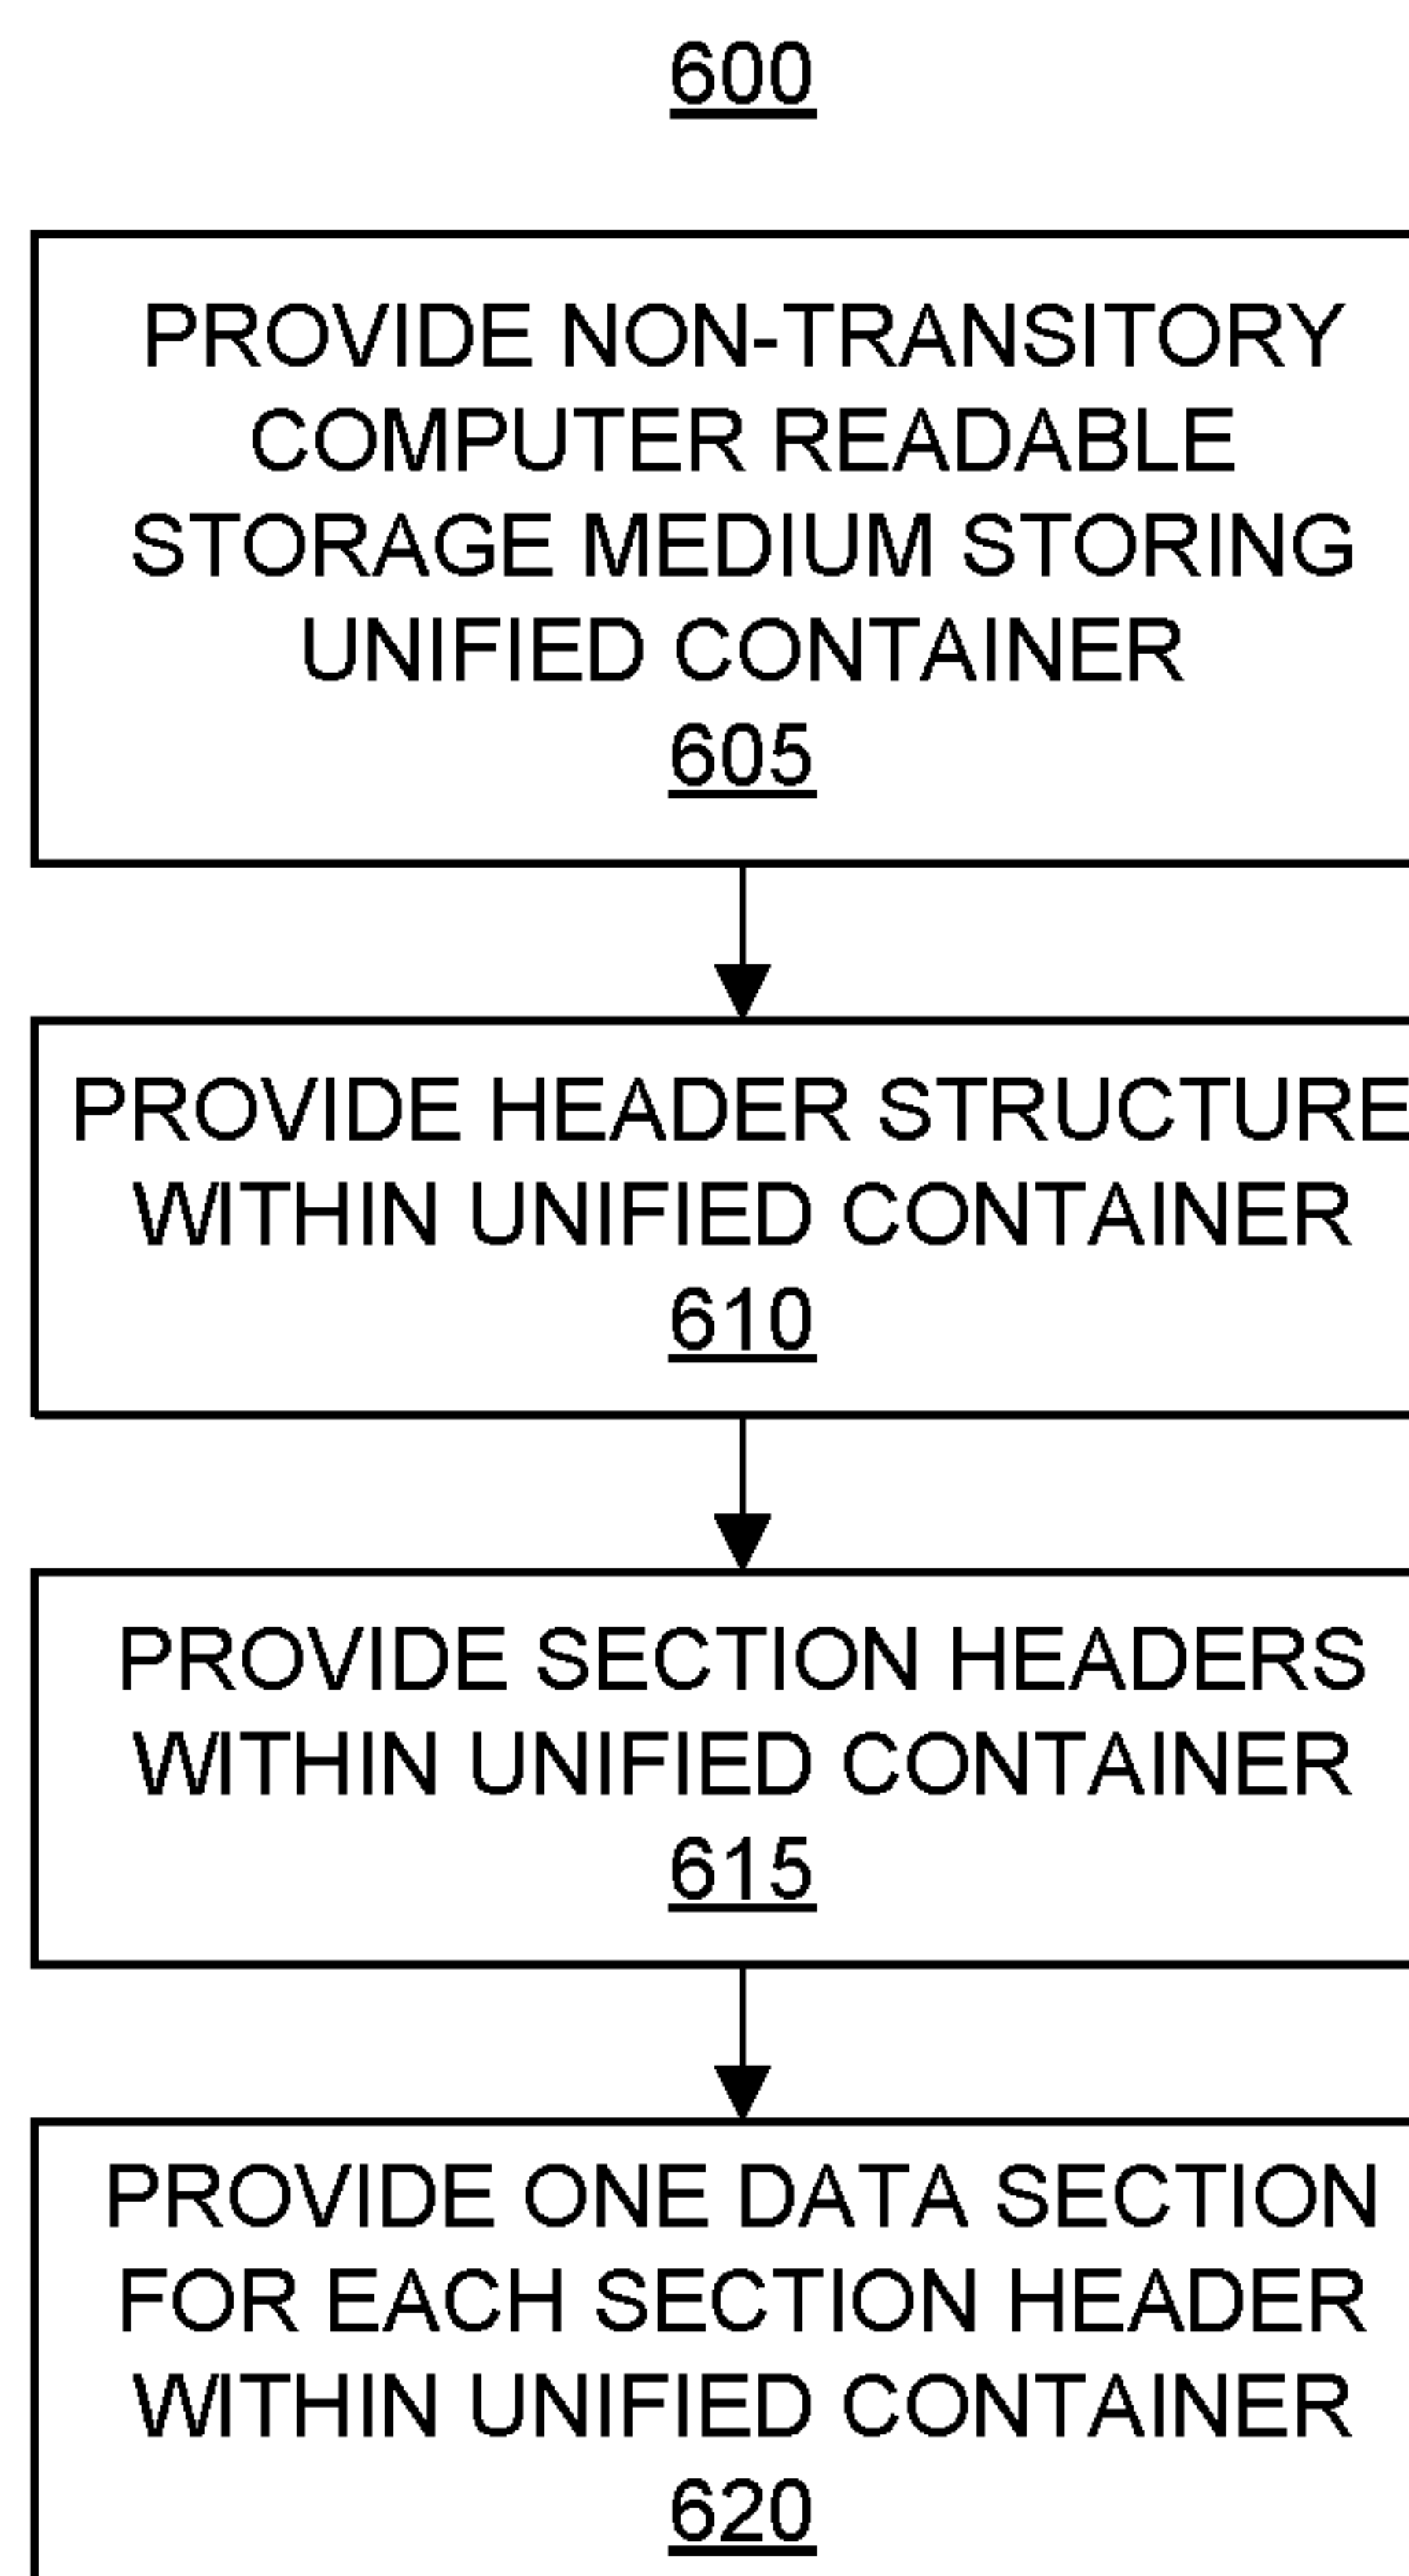 600
PROVIDE NON-TRANSITORY
COMPUTER READABLE
STORAGE MEDIUM STORING
UNIFIED CONTAINER
605
PROVIDE HEADER STRUCTURE
WITHIN UNIFIED CONTAINER
610
PROVIDE SECTION HEADERS
WITHIN UNIFIED CONTAINER
615
PROVIDE ONE DATA SECTION
FOR EACH SECTION HEADER
WITHIN UNIFIED CONTAINER
620